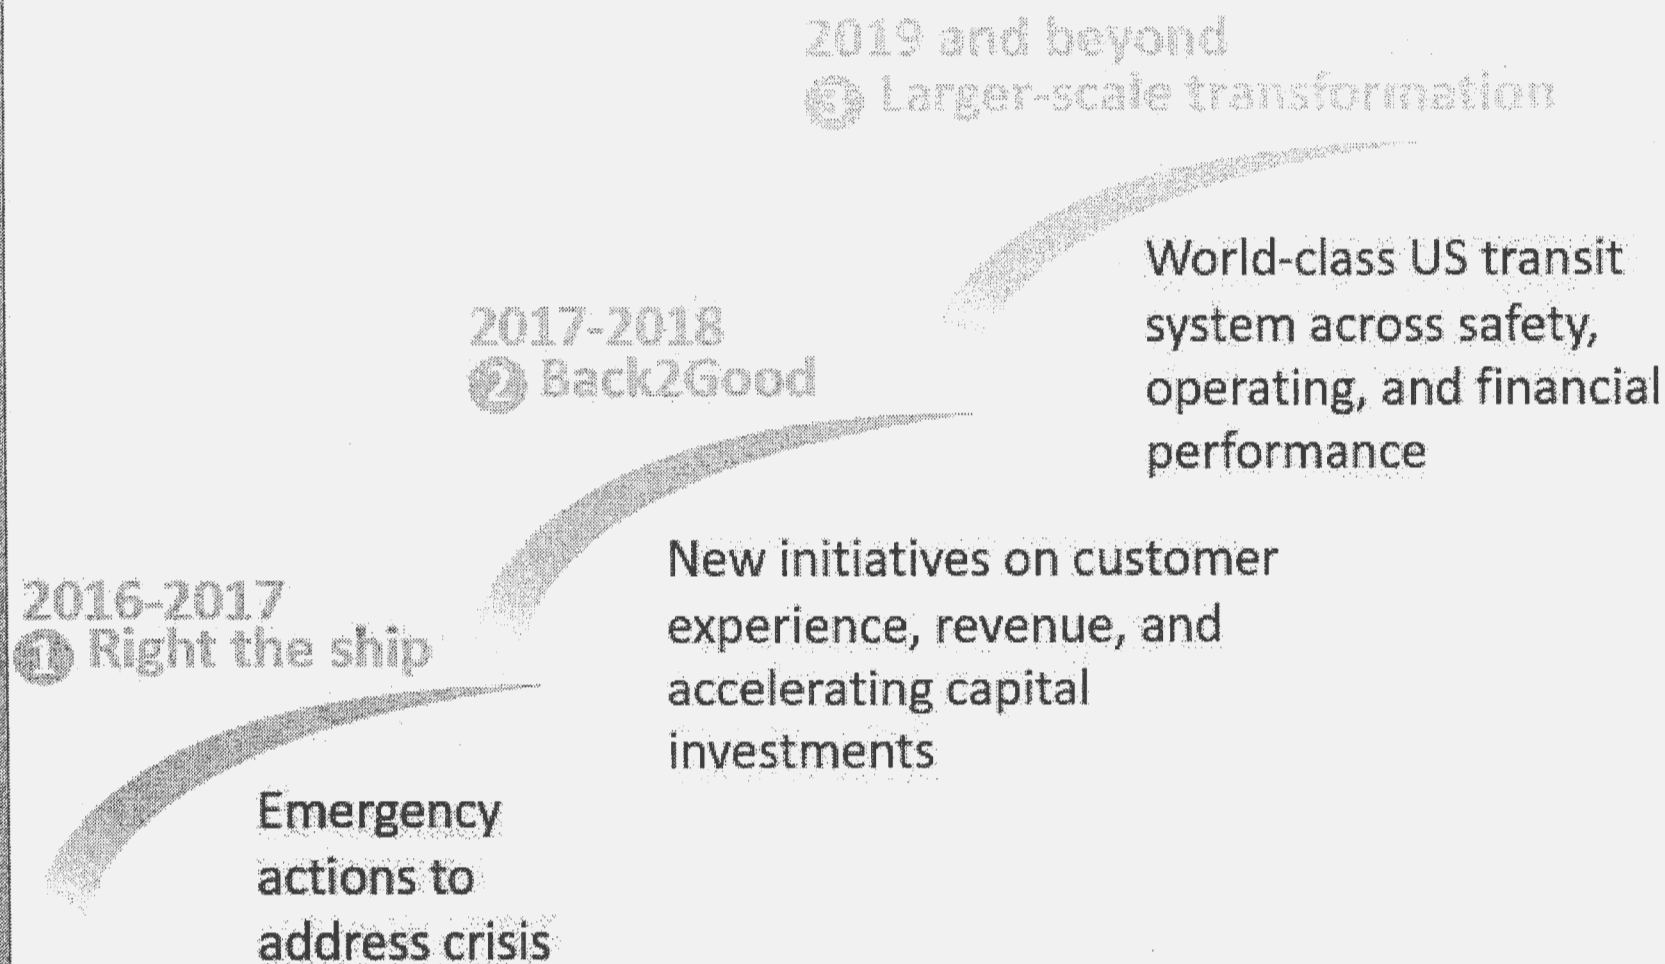 2019 and beyond
3 Larger-scale transformation
World-class US transit
system across safety,
operating, and financial
performance
2017-2018
2 Back2Good
New initiatives on customer
experience, revenue, and
accelerating capital
investments
2016-2017
1 Right the ship
Emergency
actions to
address crisis